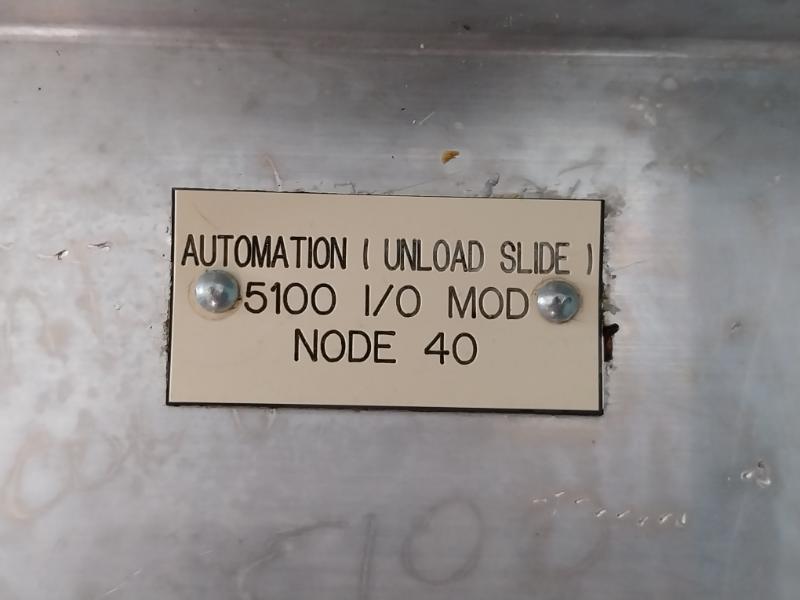 AUTOMATION ( UNLOAD SLIDE )
5100 I/O MOD
NODE 40